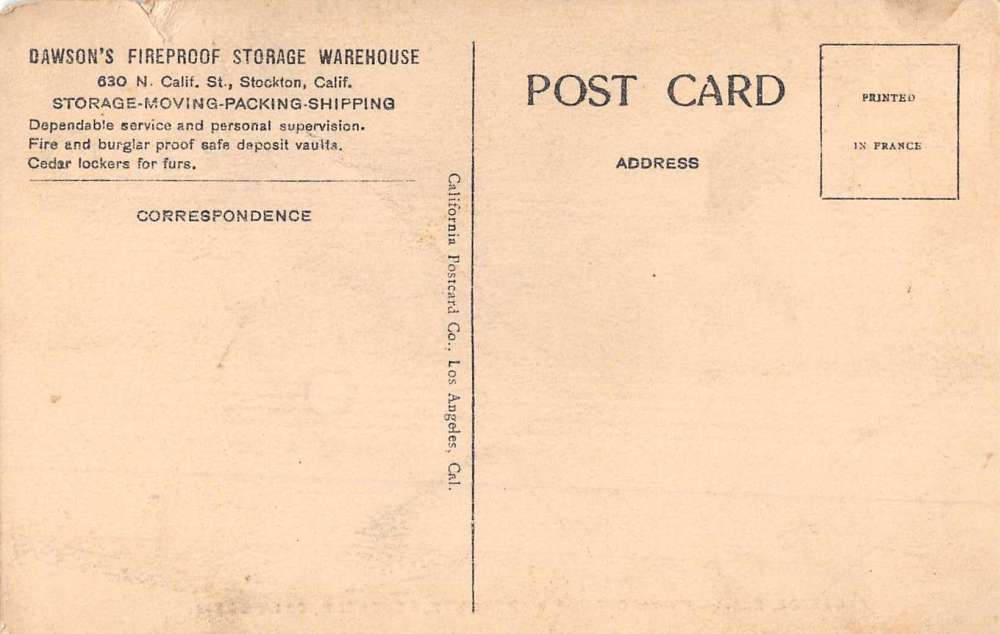 DAWSON'S FIREPROOF STORAGE WAREHOUSE
630 N. Calif. St., Stockton, Calif.
STORAGE-MOVING-PACKING-SHIPPING
Dependable service and personal supervision.
Fire and burglar proof safe deposit vaults.
Cedar lockers for furs.
CORRESPONDENCE
California Postcard Co., Los Angeles, Cal.
POST CARD
ADDRESS
PRINTED
IN FRANCE